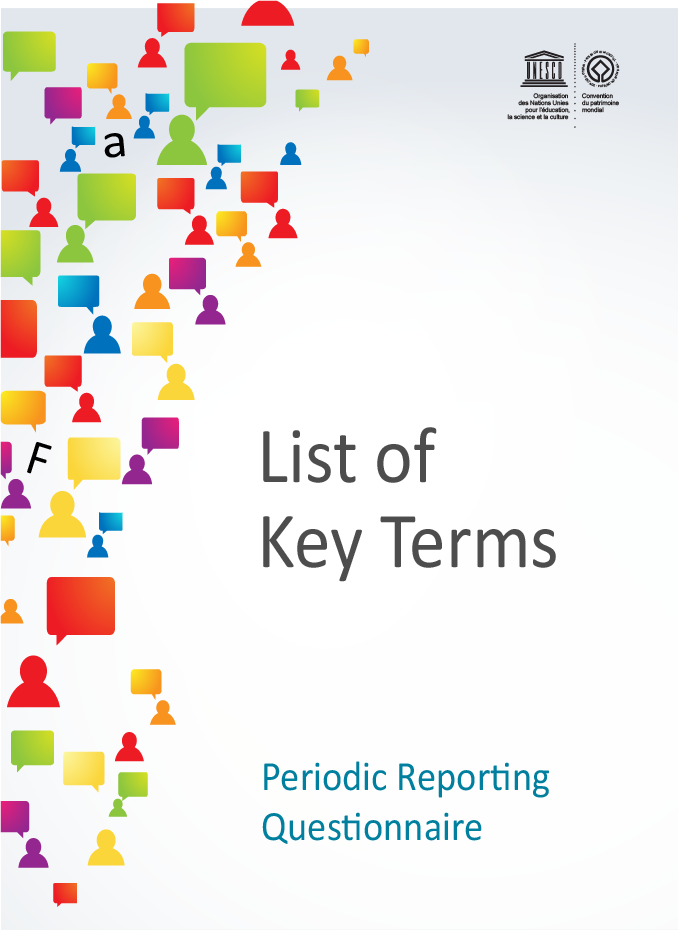 UNESCO
Organisation
des Nations Unies
pour l'éducation,
la science et la culture
Convention
du patrimoine
mondial
a
F
List of
Key Terms
Periodic Reporting
Questionnaire